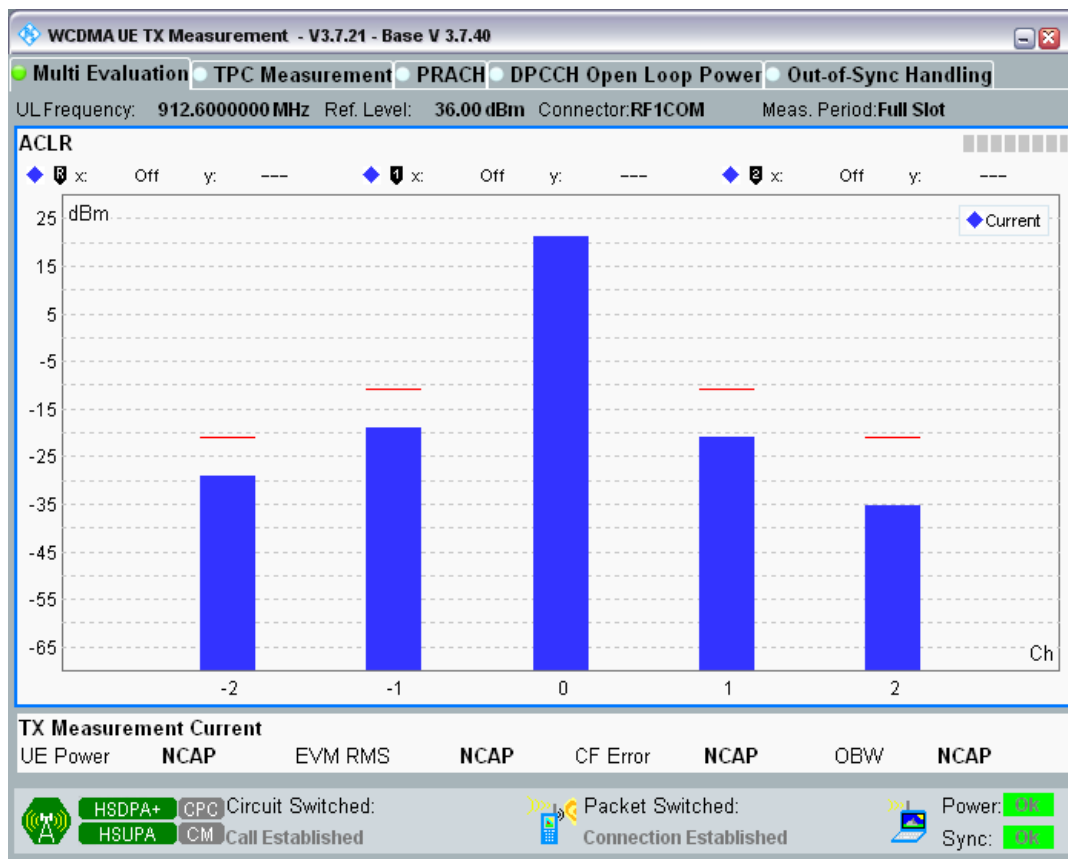 WCDMA UE TX Measurement - V3.7.21 - Base V 3.7.40
Multi Evaluation TPC Measurement PRACH DPCCH Open Loop Power Out-of-Sync Handling
UL Frequency: 912.6000000 MHz Ref. Level: 36.00 dBm Connector:RF1COM Meas. Period:Full Slot
ACLR
R x: Off y: --- 1 x: Off y: --- 2 x: Off y: ---
dBm
Current
25
15
5
-5
-15
-25
-35
-45
-55
-65
Ch
-2 -1 0 1 2
TX Measurement Current
UE Power NCAP EVM RMS NCAP CF Error NCAP OBW NCAP
HSDPA+ CPC Circuit Switched: Packet Switched: Power: OK
HSUPA CM Call Established Connection Established Sync: OK